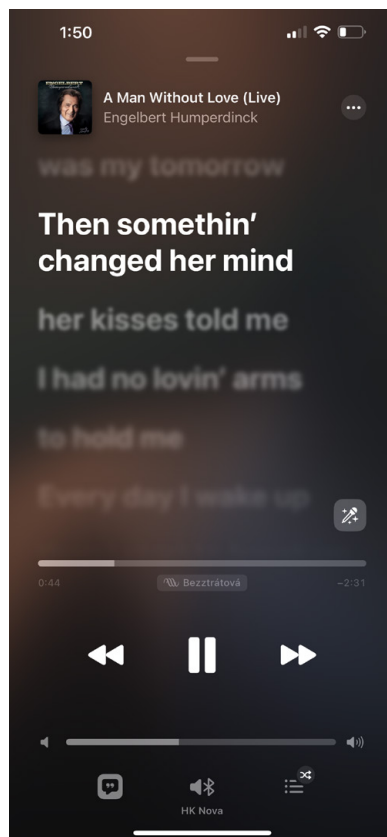 1:50
ENGELBERT
A Man Without Love (Live)
Engelbert Humperdinck
was my tomorrow
Then somethin'
changed her mind
her kisses told me
I had no lovin' arms
to hold me
Every day I wake up
0:44
Bezztrátová
−2:31
HK Nova